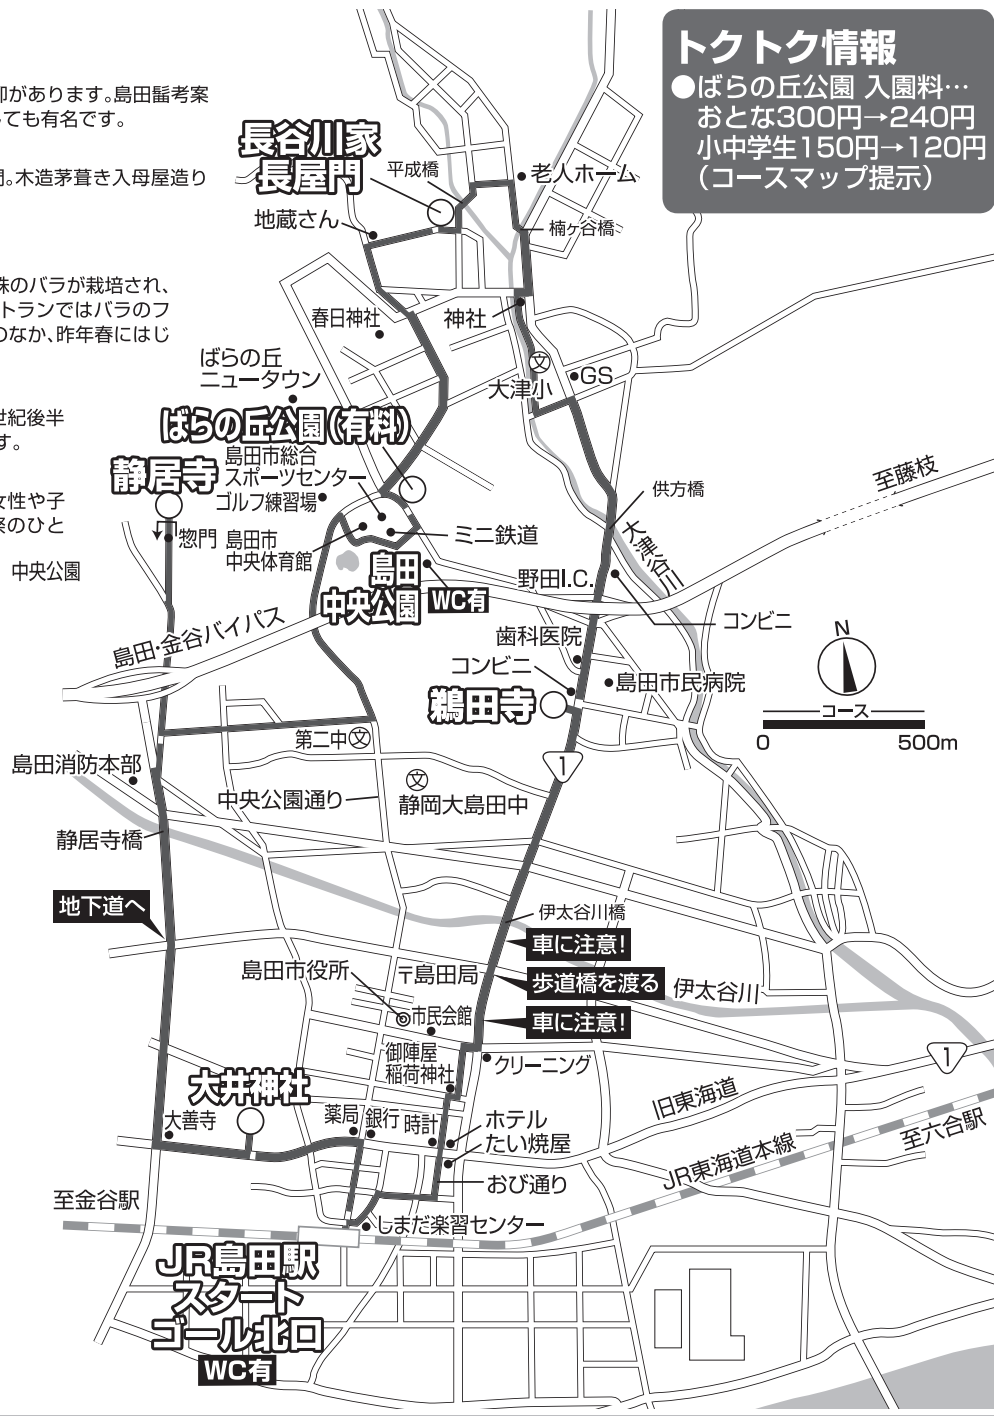 卯があります。島田髷考案
ても有名です。
引。木造茅葺き入母屋造り
株のバラが栽培され、
トランではバラのフ
のなか、昨年春にはじ
世紀後半
す。
女性や子
祭のひと
中央公園
トクトク情報
●ばらの丘公園 入園料…
おとな300円→240円
小中学生150円→120円
（コースマップ提示）
長谷川家
長屋門
平成橋
老人ホーム
地蔵さん
楠ヶ谷橋
春日神社
神社
ばらの丘
ニュータウン
文
大津小
GS
ばらの丘公園（有料）
静居寺
島田市総合
スポーツセンター
ゴルフ練習場
供方橋
至藤枝
惣門
島田市
中央体育館
ミニ鉄道
大津谷川
島田
中央公園
WC有
野田I.C.
コンビニ
島田・金谷バイパス
歯科医院
コンビニ
島田市民病院
鵜田寺
N
コース
0
500m
第二中
文
1
島田消防本部
文
中央公園通り
静岡大島田中
静居寺橋
地下道へ
伊太谷川橋
車に注意！
島田市役所
〒島田局
歩道橋を渡る
伊太谷川
市民会館
車に注意！
御陣屋
稲荷神社
クリーニング
1
大井神社
旧東海道
大善寺
薬局
銀行
時計
ホテル
たい焼屋
至六合駅
JR東海道本線
おび通り
至金谷駅
しまだ楽習センター
JR島田駅
スタート
ゴール北口
WC有